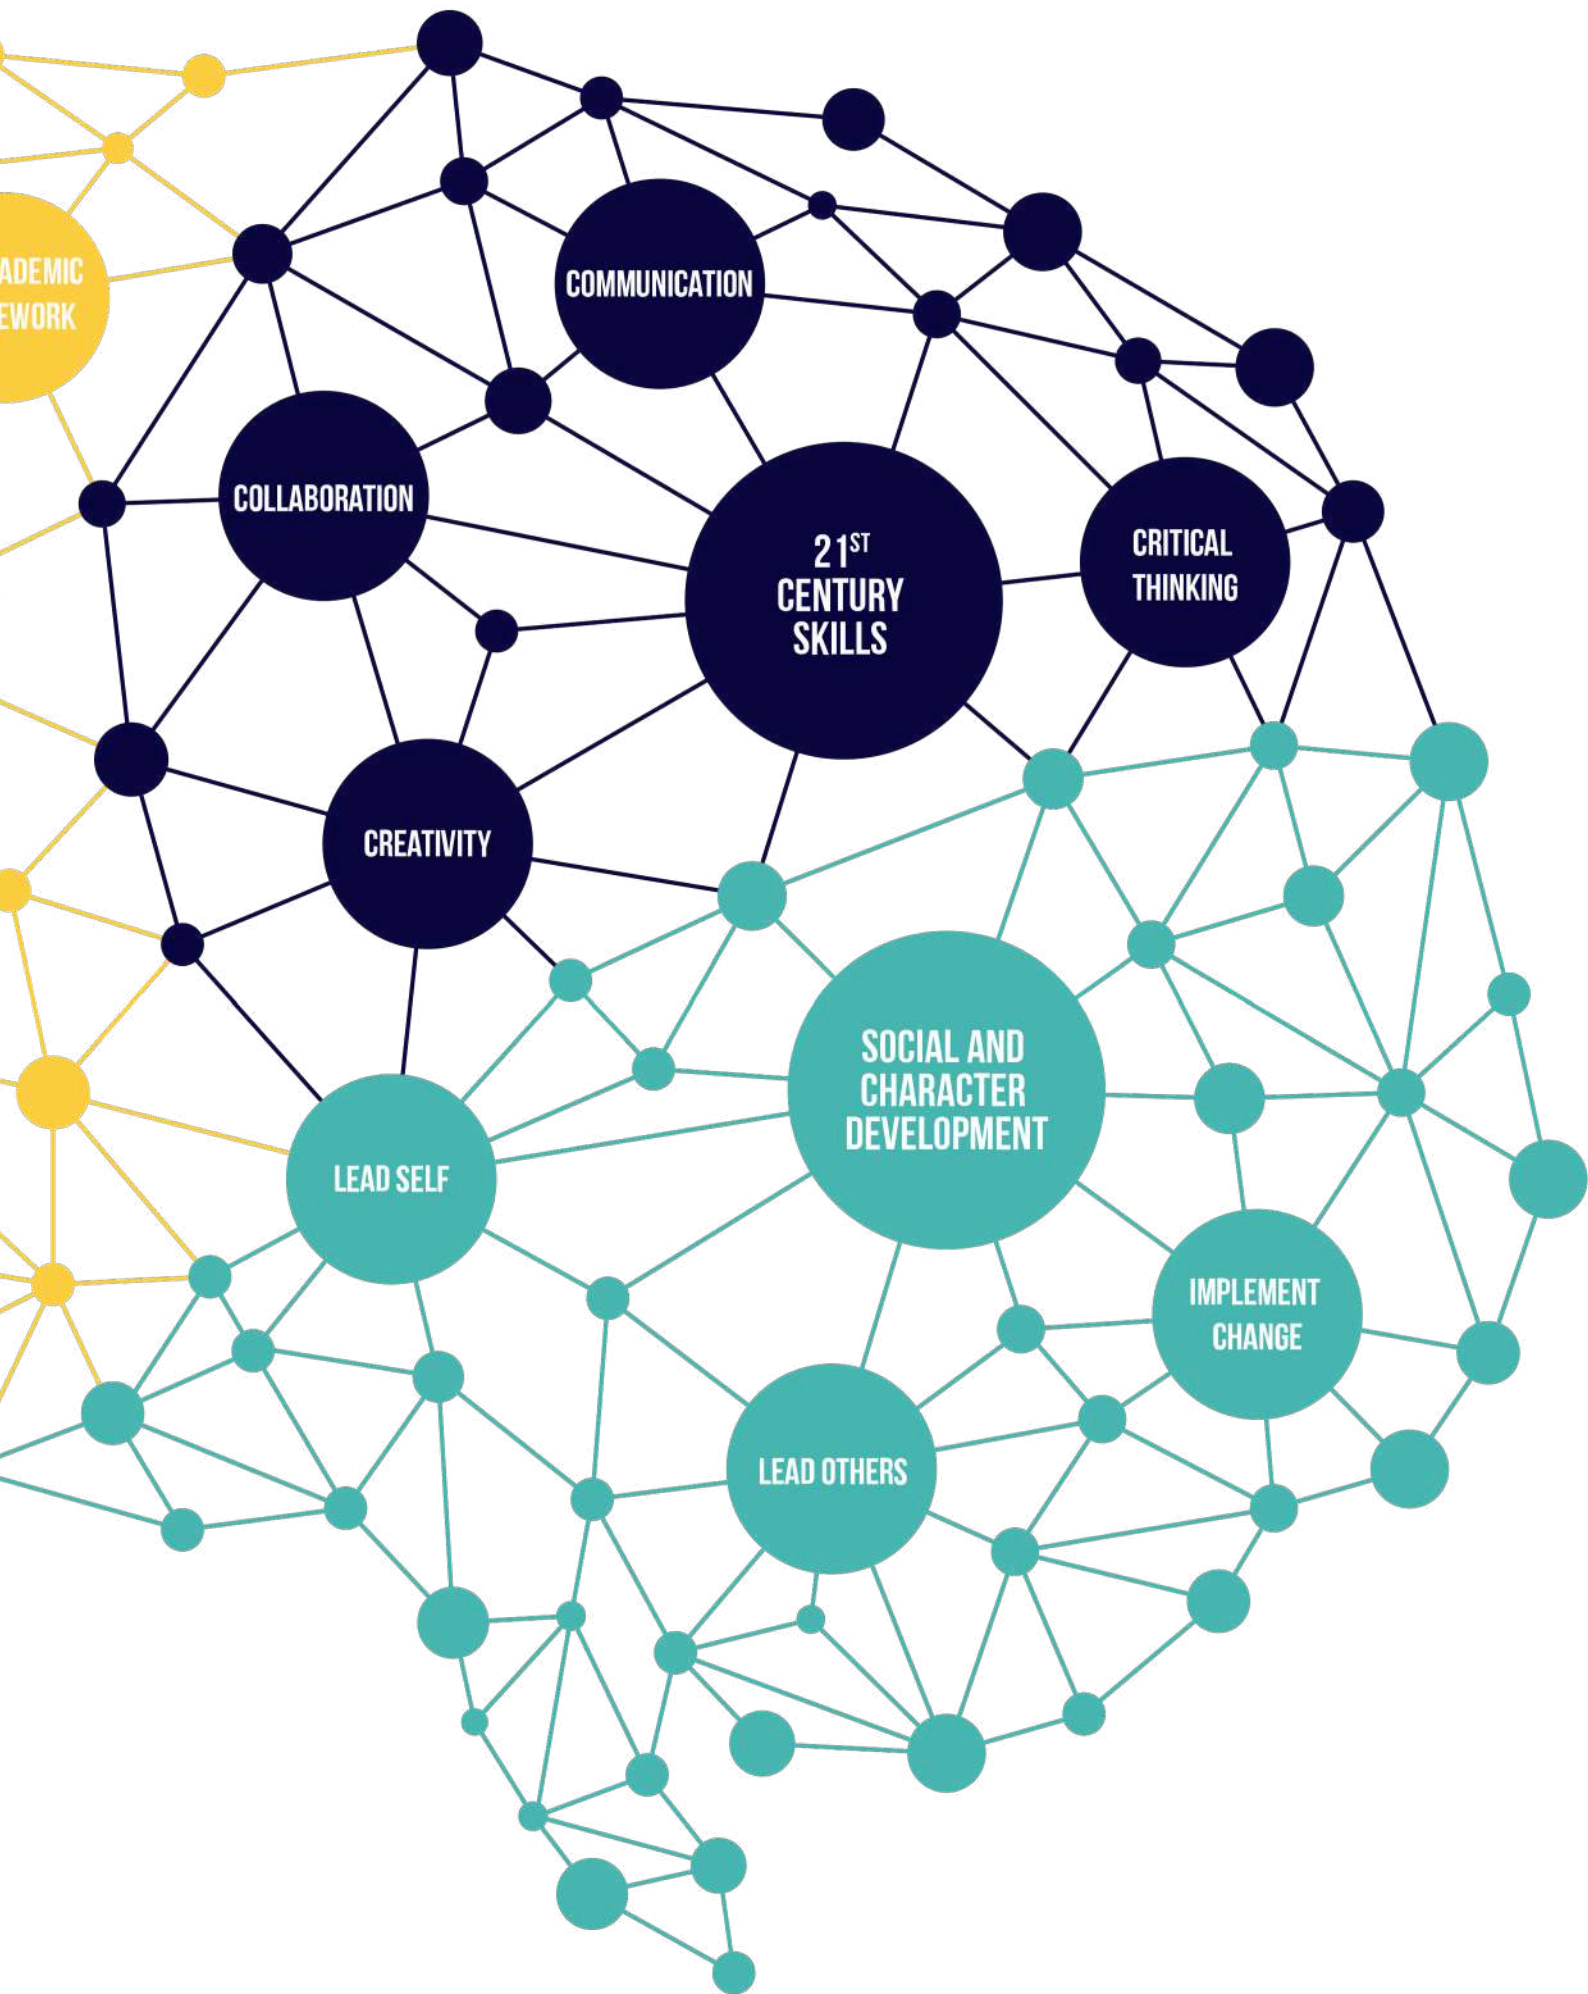 ADEMIC
EWORK
COMMUNICATION
COLLABORATION
21ST
CENTURY
SKILLS
CRITICAL
THINKING
CREATIVITY
SOCIAL AND
CHARACTER
DEVELOPMENT
LEAD SELF
IMPLEMENT
CHANGE
LEAD OTHERS